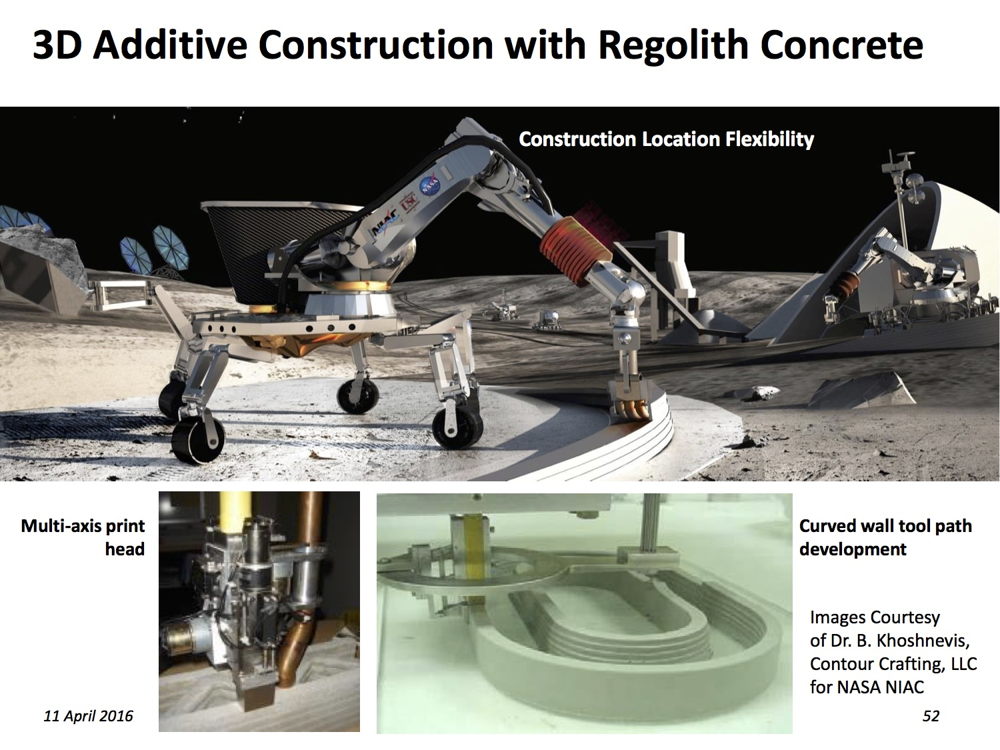 3D Additive Construction with Regolith Concrete
Construction Location Flexibility
NASA
USC
NIAC
Multi-axis print
head
Curved wall tool path
development
Images Courtesy
of Dr. B. Khoshnevis,
Contour Crafting, LLC
for NASA NIAC
11 April 2016
52